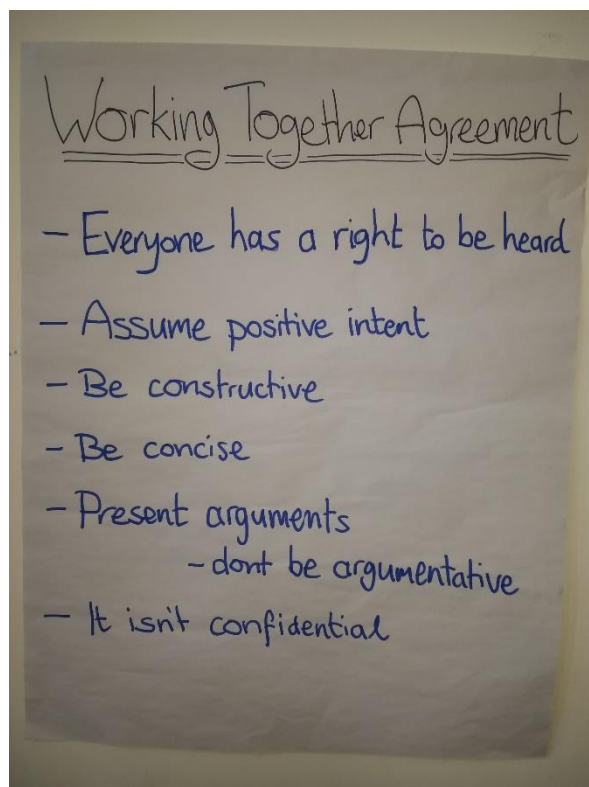 Working Together Agreement
- Everyone has a right to be heard
- Assume positive intent
- Be constructive
- Be concise
- Present arguments
- dont be argumentative
- It isn't confidential